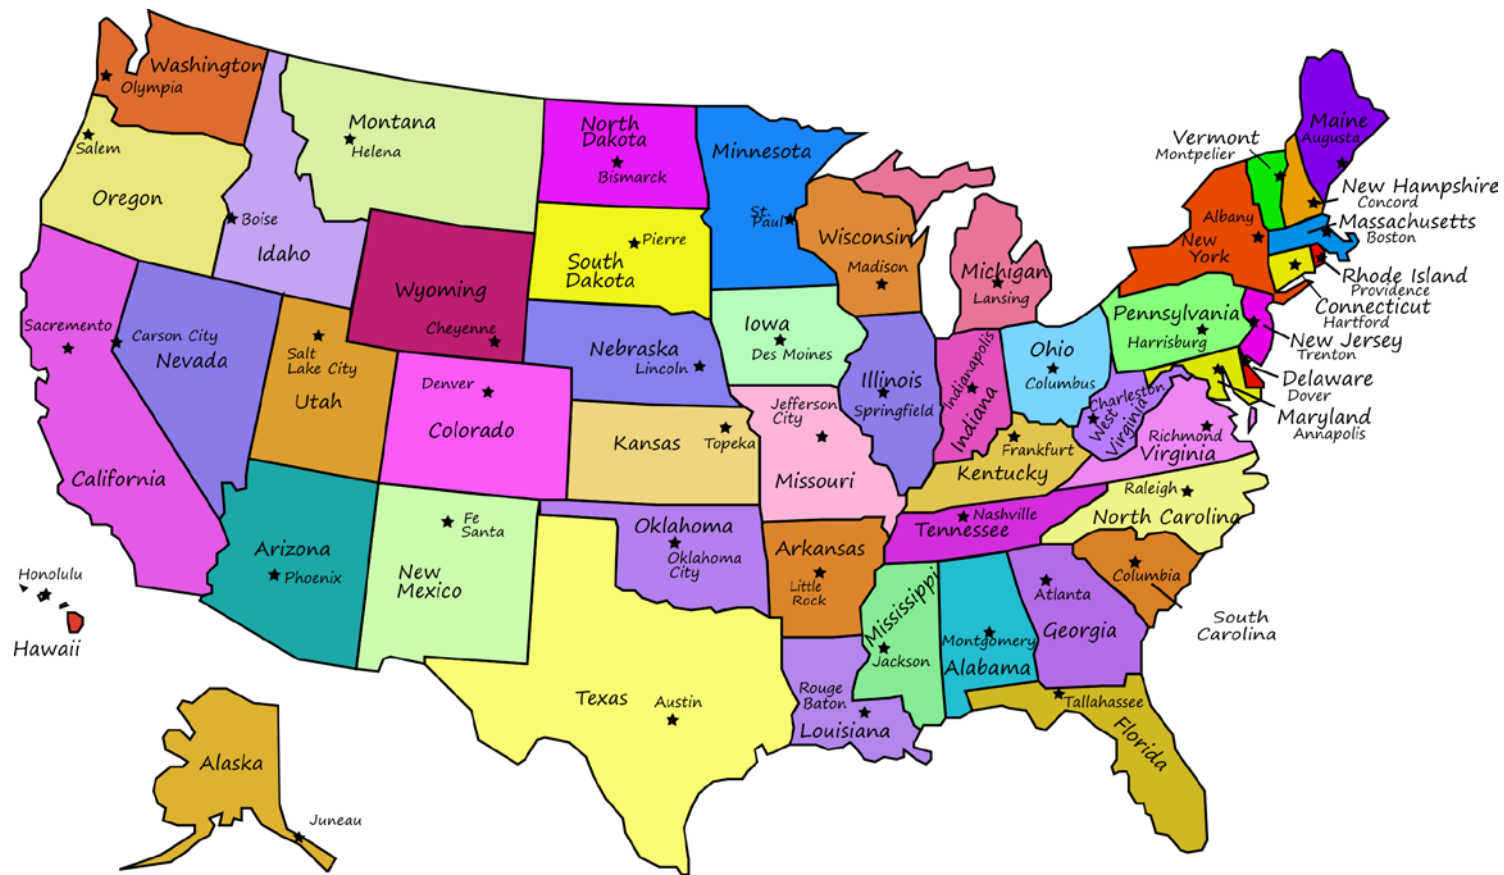 Washington
Olympia
Salem
Oregon
Montana
Helena
Boise
Idaho
North
Dakota
Bismarck
Minnesota
St.
Paul
Pierre
South
Dakota
Wyoming
Cheyenne
Wisconsin
Madison
Michigan
Lansing
Maine
Augusta
Vermont
Montpelier
New Hampshire
Concord
Massachusetts
Boston
Albany
New
York
Rhode Island
Providence
Connecticut
Hartford
New Jersey
Trenton
Pennsylvania
Harrisburg
Delaware
Dover
Maryland
Annapolis
Sacremento
Carson City
Nevada
California
Salt
Lake City
Utah
Denver
Colorado
Nebraska
Lincoln
Iowa
Des Moines
Kansas
Topeka
Jefferson
City
Missouri
Illinois
Springfield
Indianapolis
Indiana
Ohio
Columbus
Charleston
West
Virginia
Richmond
Virginia
Frankfurt
Kentucky
Raleigh
North Carolina
Nashville
Tennessee
Arizona
Phoenix
Fe
Santa
New
Mexico
Oklahoma
Oklahoma
City
Arkansas
Little
Rock
Mississippi
Jackson
Montgomery
Alabama
Atlanta
Georgia
Columbia
South
Carolina
Honolulu
Hawaii
Texas
Austin
Rouge
Baton
Louisiana
Tallahassee
Florida
Alaska
Juneau